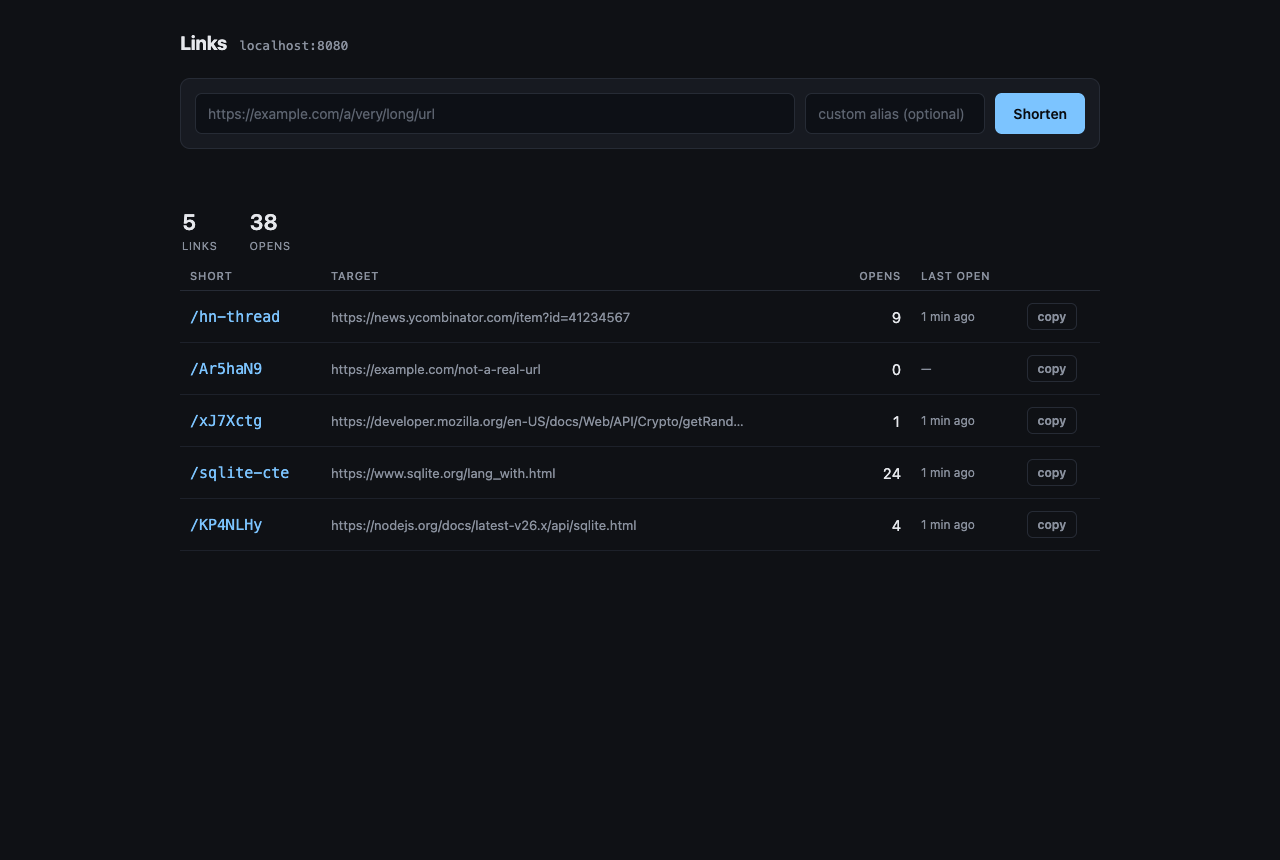 Links localhost:8080
https://example.com/a/very/long/url custom alias (optional) Shorten
5 38
LINKS OPENS
SHORT TARGET OPENS LAST OPEN
/hn-thread https://news.ycombinator.com/item?id=41234567 9 1 min ago copy
/Ar5haN9 https://example.com/not-a-real-url 0 — copy
/xJ7Xctg https://developer.mozilla.org/en-US/docs/Web/API/Crypto/getRand… 1 1 min ago copy
/sqlite-cte https://www.sqlite.org/lang_with.html 24 1 min ago copy
/KP4NLHy https://nodejs.org/docs/latest-v26.x/api/sqlite.html 4 1 min ago copy